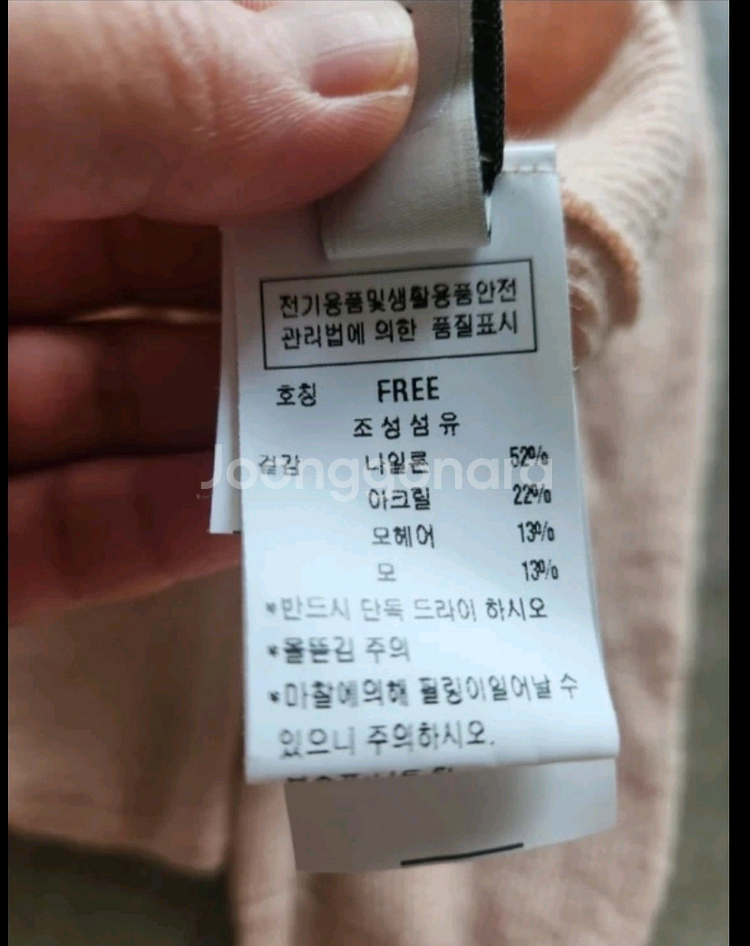 전기용품및생활용품안전
관리법에 의한 품질표시
호칭 FREE
조성섬유
겉감 나일론 52%
아크릴 22%
모헤어 13%
모 13%
*반드시 단독 드라이 하시오
*올뜯김 주의
*마찰에의해 필링이일어날 수
있으니 주의하시오.
Joonggonara